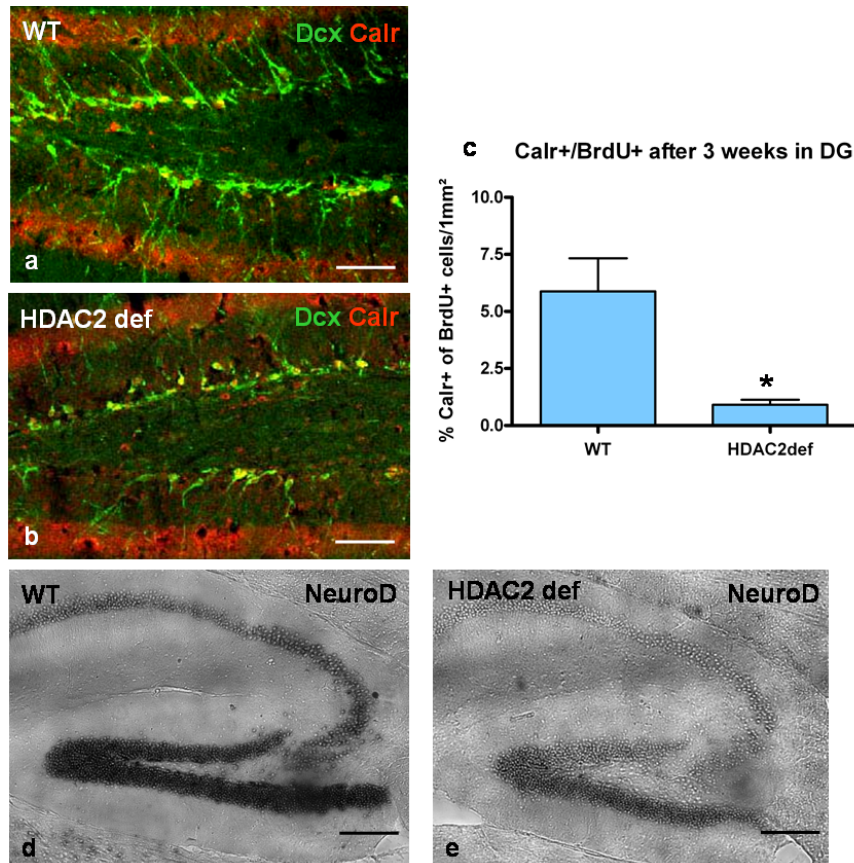 WT Dcx Calr
a
HDAC2 def Dcx Calr
b
c Calr+/BrdU+ after 3 weeks in DG
% Calr+ of BrdU+ cells/1mm²
10.0
7.5
5.0
2.5
0.0
*
WT HDAC2def
WT NeuroD
d
HDAC2 def NeuroD
e